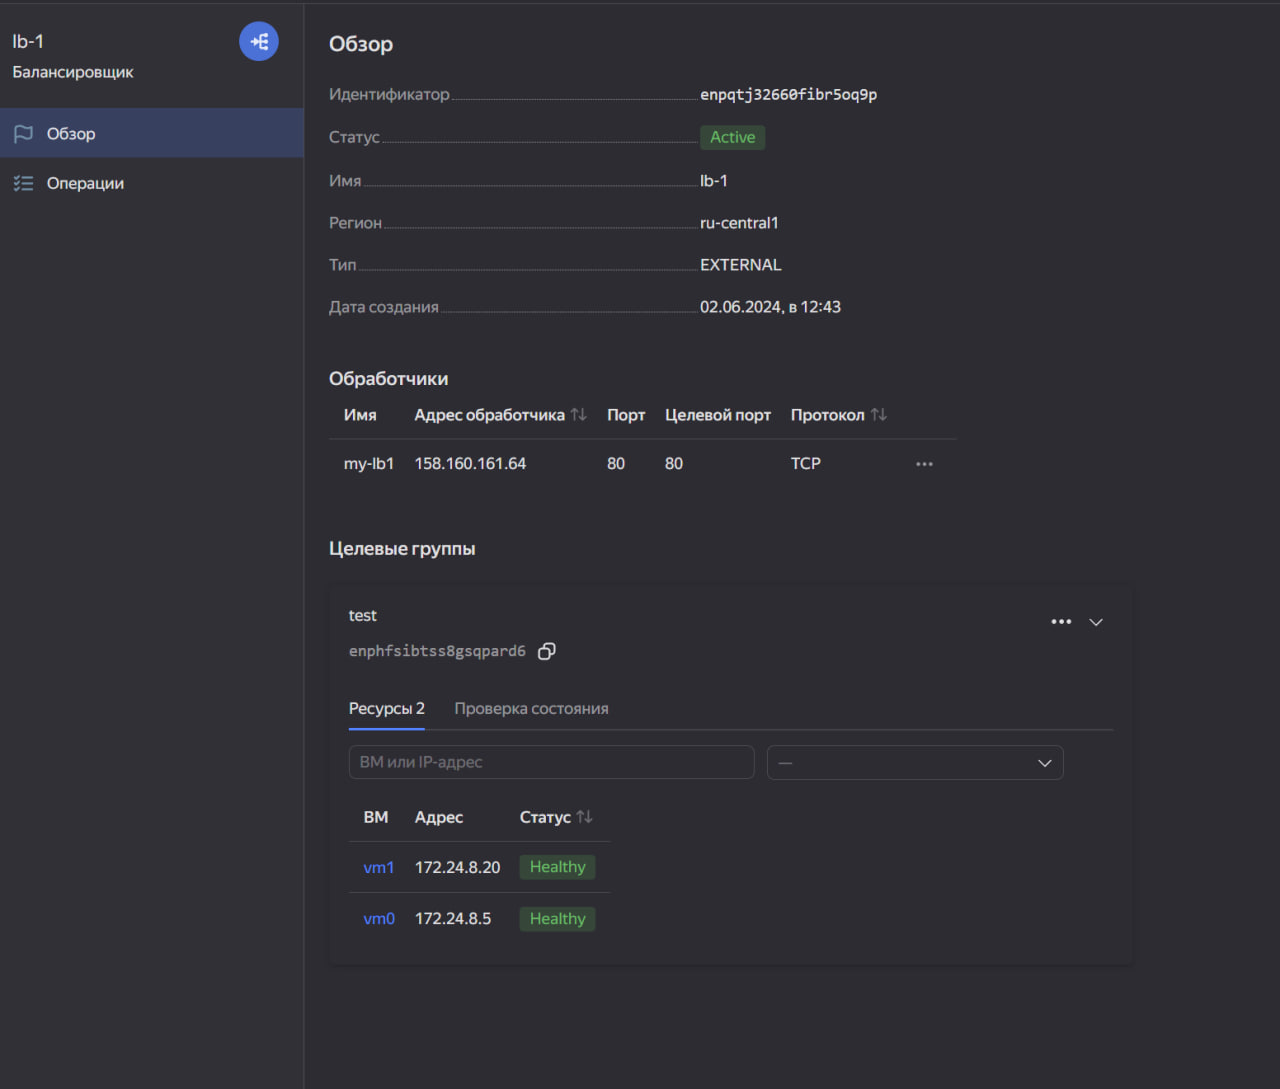 lb-1
Балансировщик
Обзор
Операции
Обзор
Идентификатор enpqtj32660fibr5oq9p
Статус Active
Имя lb-1
Регион ru-central1
Тип EXTERNAL
Дата создания 02.06.2024, в 12:43
Обработчики
Имя Адрес обработчика Порт Целевой порт Протокол
my-lb1 158.160.161.64 80 80 TCP
Целевые группы
test
enphfsibtss8gsqpard6
Ресурсы 2 Проверка состояния
ВМ или IP-адрес —
ВМ Адрес Статус
vm1 172.24.8.20 Healthy
vm0 172.24.8.5 Healthy